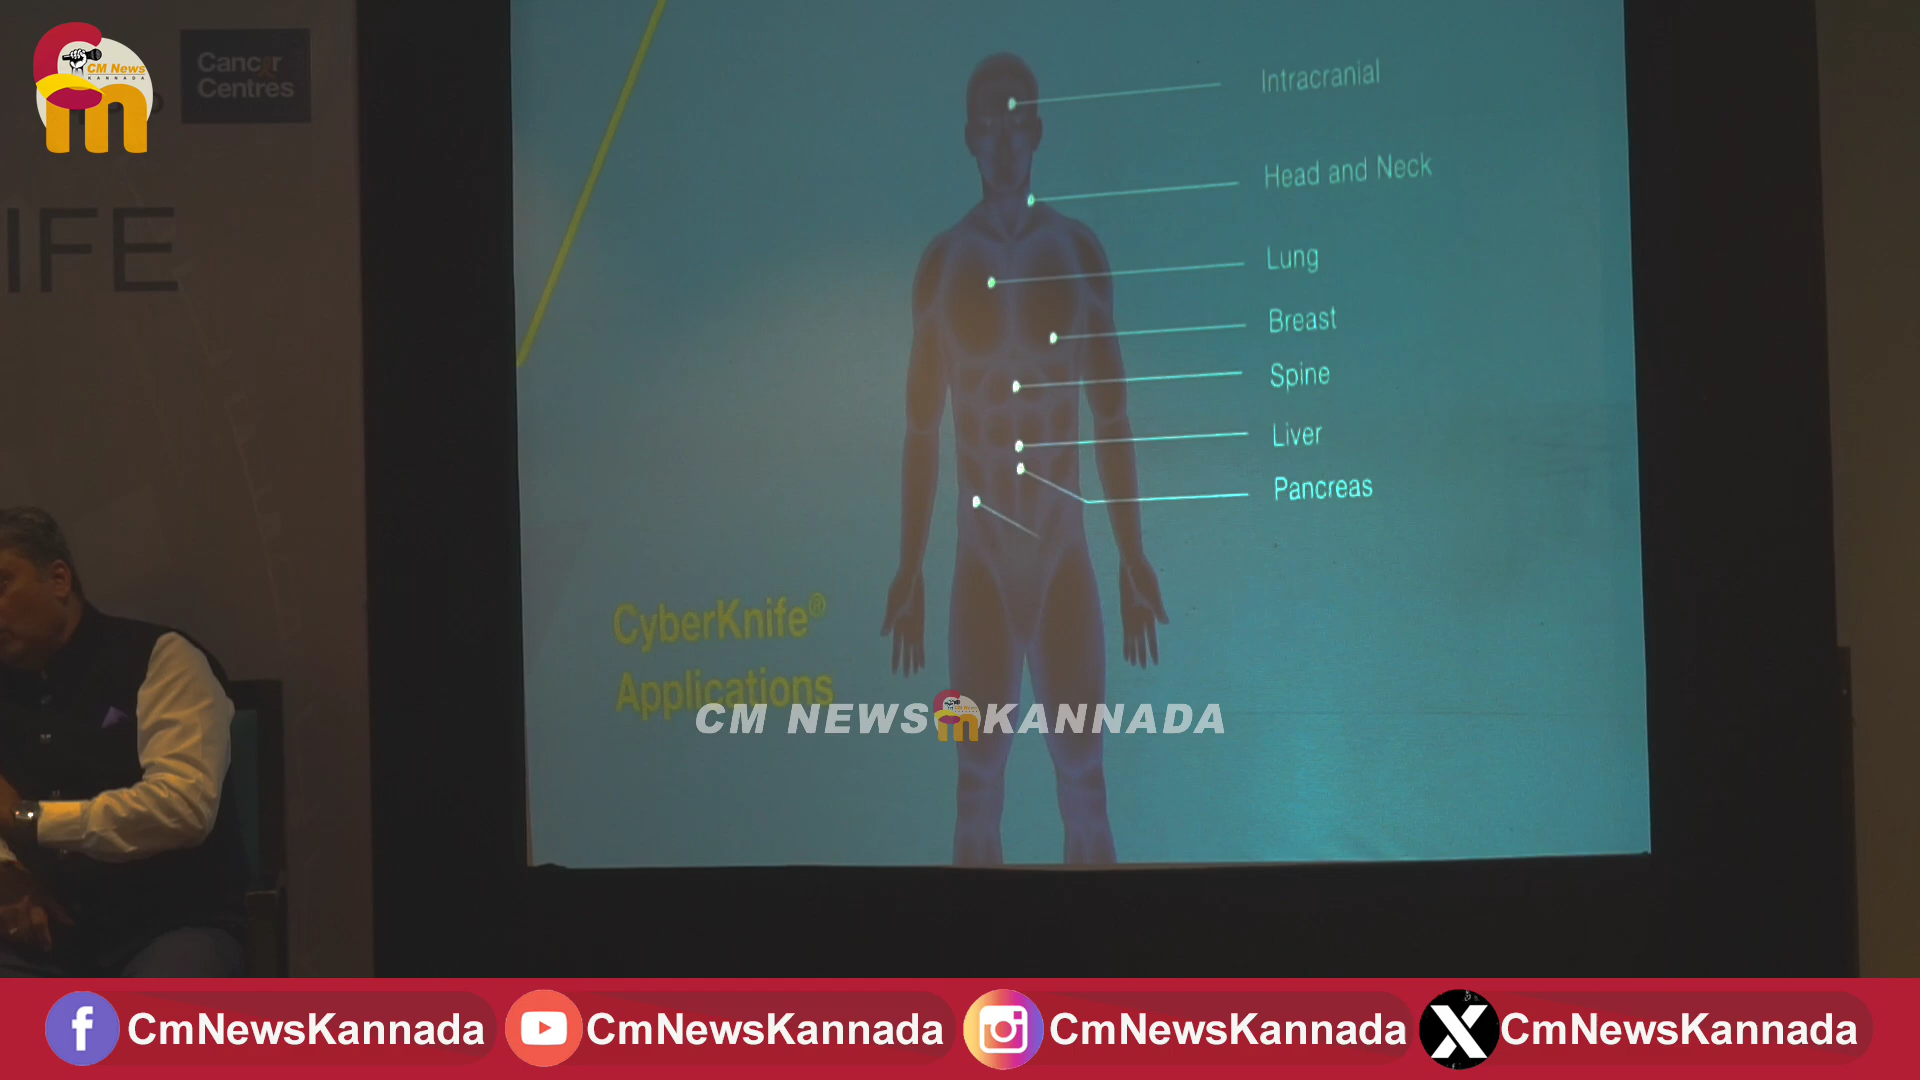 CM News
KANNADA
Cancer
Centres
IFE
Intracranial
Head and Neck
Lung
Breast
Spine
Liver
Pancreas
CyberKnife®
Applications
CM NEWS KANNADA
CmNewsKannada CmNewsKannada CmNewsKannada CmNewsKannada